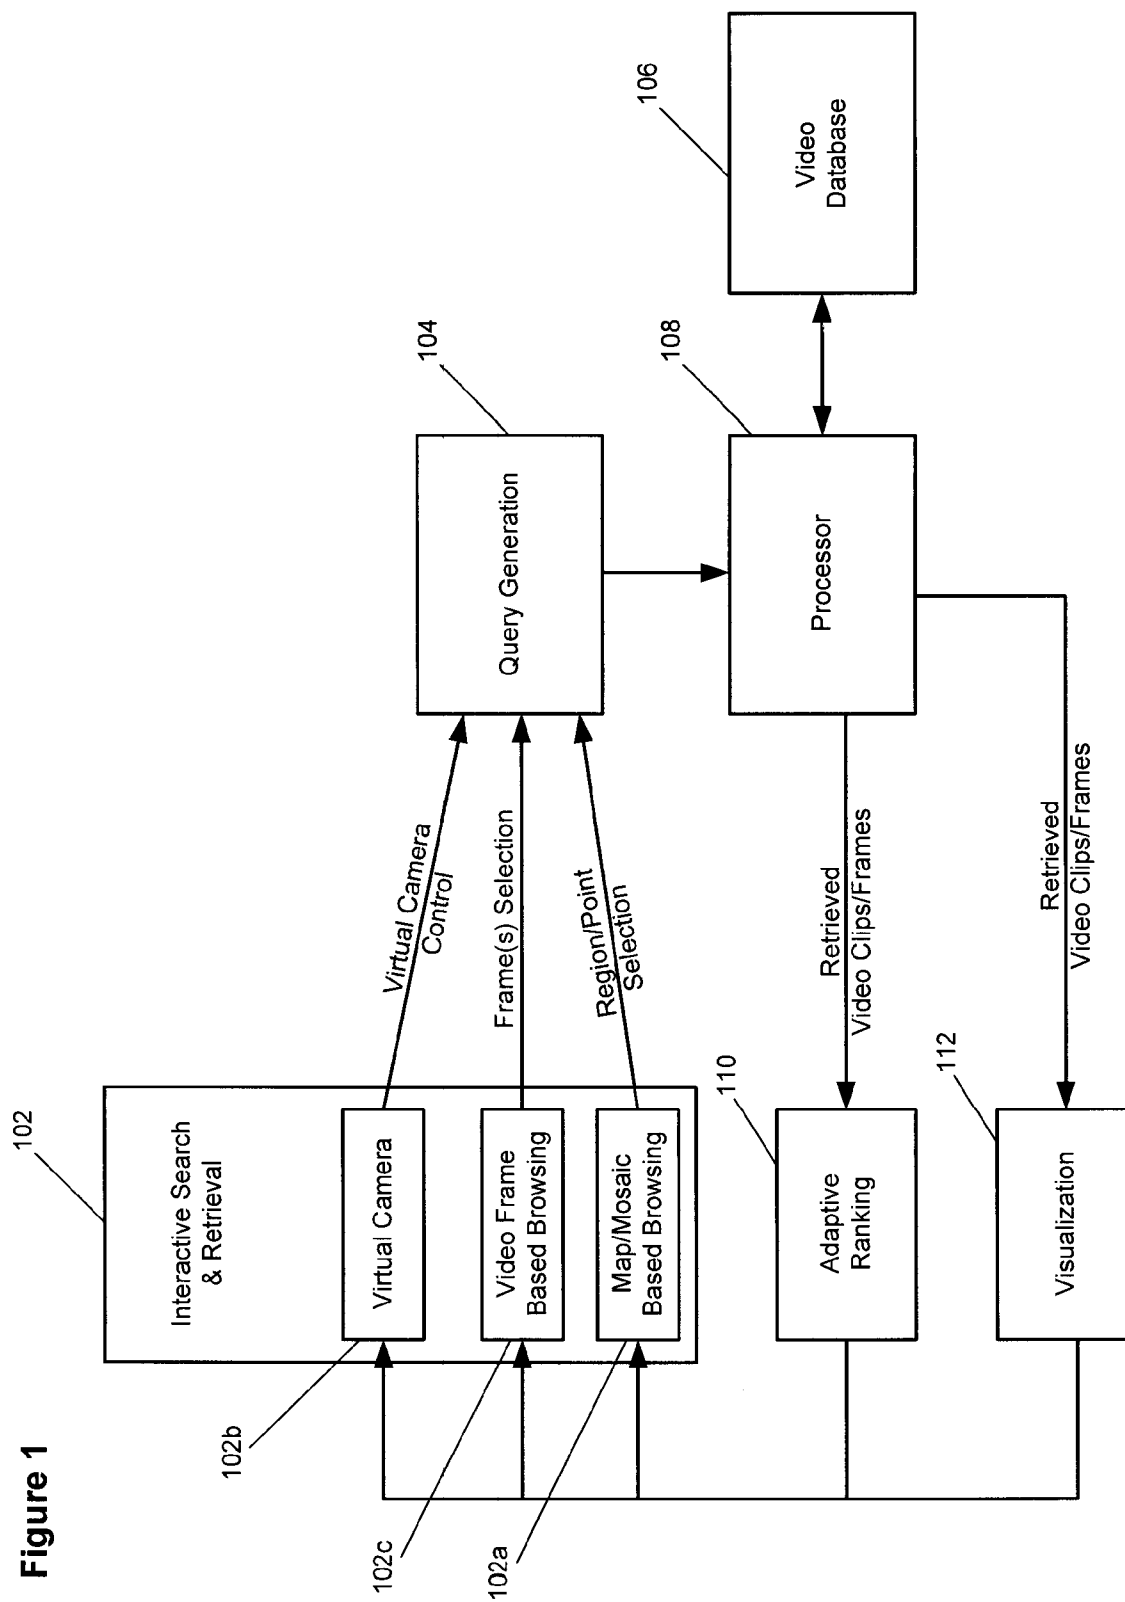 Figure 1
102
Interactive Search
& Retrieval
102b
Virtual Camera
102c
Video Frame
Based Browsing
102a
Map/Mosaic
Based Browsing
Virtual Camera
Control
Frame(s) Selection
Region/Point
Selection
104
Query Generation
106
Video
Database
108
Processor
110
Adaptive
Ranking
Retrieved
Video Clips/Frames
112
Visualization
Retrieved
Video Clips/Frames